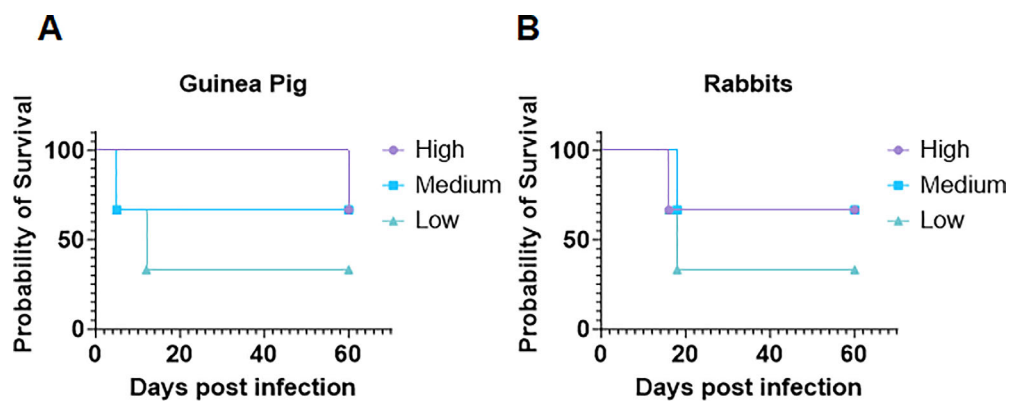 A
Guinea Pig
Probability of Survival
100
50
0
0 20 40 60
Days post infection
High
Medium
Low
B
Rabbits
Probability of Survival
100
50
0
0 20 40 60
Days post infection
High
Medium
Low